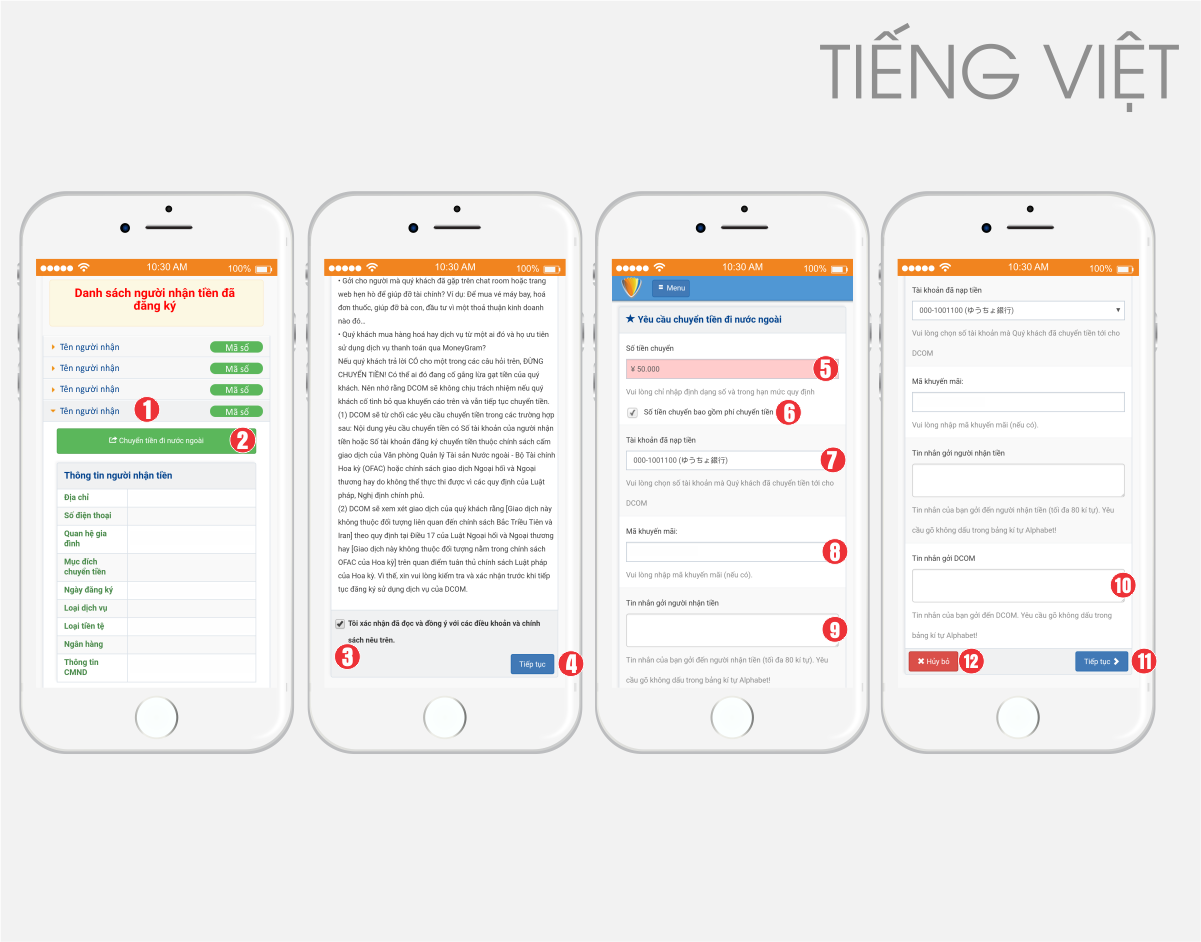 TIẾNG VIỆT
10:30 AM
100%
Danh sách người nhận tiền đã
đăng ký
Tên người nhận
Mã số
Tên người nhận
Mã số
Tên người nhận
Mã số
Tên người nhận
1
Mã số
Chuyển tiền đi nước ngoài
2
Thông tin người nhận tiền
Địa chỉ
Số điện thoại
Quan hệ gia
đình
Mục đích
chuyển tiền
Ngày đăng ký
Loại dịch vụ
Loại tiền tệ
Ngân hàng
Thông tin
CMND
10:30 AM
100%
• Gởi cho người mà quý khách đã gặp trên chat room hoặc trang
web hẹn hò để giúp đỡ tài chính? Ví dụ: Để mua vé máy bay, hoá
đơn thuốc, giúp đỡ bà con, đầu tư vì một thoả thuận kinh doanh
nào đó...
• Quý khách mua hàng hoá hay dịch vụ từ một ai đó và họ ưu tiên
sử dụng dịch vụ thanh toán qua MoneyGram?
Nếu quý khách trả lời CÓ cho một trong các câu hỏi trên, ĐỪNG
CHUYỂN TIỀN! Có thể ai đó đang cố gắng lừa gạt tiền của quý
khách. Nên nhớ rằng DCOM sẽ không chịu trách nhiệm nếu quý
khách cố tình bỏ qua khuyến cáo trên và vẫn tiếp tục chuyển tiền.
(1) DCOM sẽ từ chối các yêu cầu chuyển tiền trong các trường hợp
sau: Nội dung yêu cầu chuyển tiền có Số tài khoản của người nhận
tiền hoặc Số tài khoản đăng ký chuyển tiền thuộc chính sách cấm
giao dịch của Văn phòng Quản lý Tài sản Nước ngoài - Bộ Tài chính
Hoa kỳ (OFAC) hoặc chính sách giao dịch Ngoại hối và Ngoại
thương hay do không thể thực thi được vì các quy định của Luật
pháp, Nghị định chính phủ.
(2) DCOM sẽ xem xét giao dịch của quý khách rằng [Giao dịch này
không thuộc đối tượng liên quan đến chính sách Bắc Triều Tiên và
Iran] theo quy định tại Điều 17 của Luật Ngoại hối và Ngoại thương
hay [Giao dịch này không thuộc đối tượng nằm trong chính sách
OFAC của Hoa kỳ] trên quan điểm tuân thủ chính sách Luật pháp
của Hoa kỳ. Vì thế, xin vui lòng kiểm tra và xác nhận trước khi tiếp
tục đăng ký sử dụng dịch vụ của DCOM.
Tôi xác nhận đã đọc và đồng ý với các điều khoản và chính
sách nêu trên.
3
Tiếp tục
4
10:30 AM
100%
Menu
Yêu cầu chuyển tiền đi nước ngoài
Số tiền chuyển
¥ 50.000
5
Vui lòng chỉ nhập định dạng số và trong hạn mức quy định
Số tiền chuyển bao gồm phí chuyển tiền
6
Tài khoản đã nạp tiền
000-1001100 (ゆうちょ銀行)
7
Vui lòng chọn số tài khoản mà Quý khách đã chuyển tiền tới cho
DCOM
Mã khuyến mãi:
8
Vui lòng nhập mã khuyến mãi (nếu có).
Tin nhắn gởi người nhận tiền
9
Tin nhắn của bạn gởi đến người nhận tiền (tối đa 80 kí tự). Yêu
cầu gõ không dấu trong bảng kí tự Alphabet!
10:30 AM
100%
Tài khoản đã nạp tiền
000-1001100 (ゆうちょ銀行)
Vui lòng chọn số tài khoản mà Quý khách đã chuyển tiền tới cho
DCOM
Mã khuyến mãi:
Vui lòng nhập mã khuyến mãi (nếu có).
Tin nhắn gởi người nhận tiền
Tin nhắn của bạn gởi đến người nhận tiền (tối đa 80 kí tự). Yêu
cầu gõ không dấu trong bảng kí tự Alphabet!
Tin nhắn gởi DCOM
10
Tin nhắn của bạn gởi đến DCOM. Yêu cầu gõ không dấu trong
bảng kí tự Alphabet!
Hủy bỏ
12
Tiếp tục
11